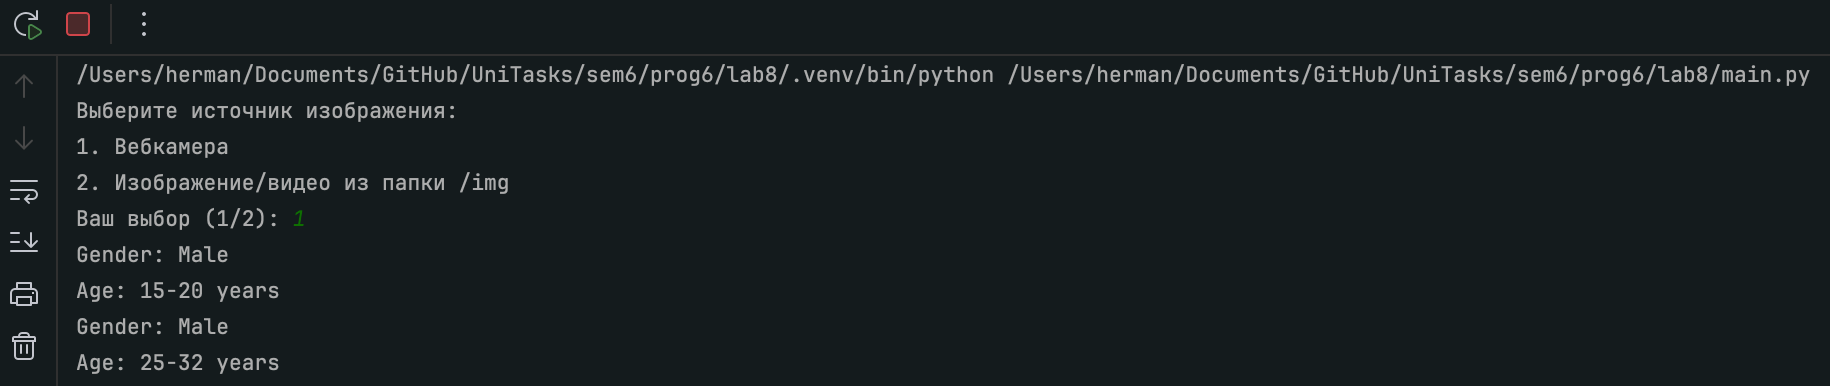 /Users/herman/Documents/GitHub/UniTasks/sem6/prog6/lab8/.venv/bin/python /Users/herman/Documents/GitHub/UniTasks/sem6/prog6/lab8/main.py
Выберите источник изображения:
1. Вебкамера
2. Изображение/видео из папки /img
Ваш выбор (1/2): 1
Gender: Male
Age: 15-20 years
Gender: Male
Age: 25-32 years